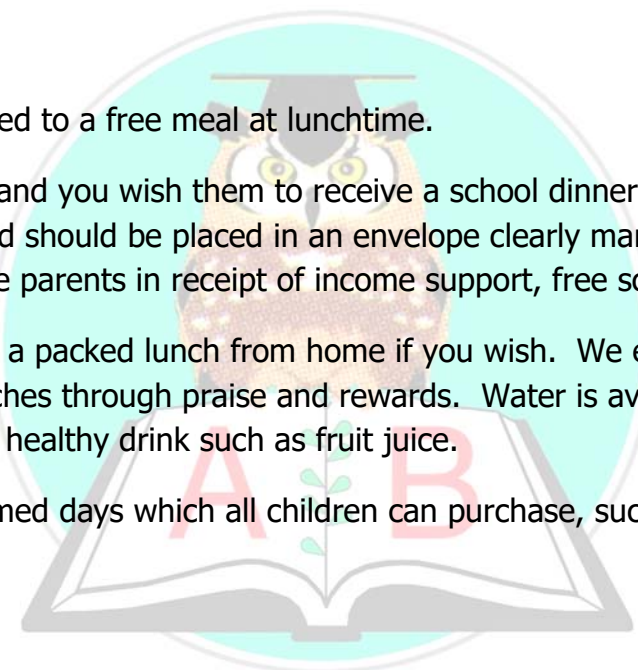 ed to a free meal at lunchtime.
and you wish them to receive a school dinner
d should be placed in an envelope clearly mar
e parents in receipt of income support, free sc
a packed lunch from home if you wish.  We e
ches through praise and rewards.  Water is av
healthy drink such as fruit juice.
med days which all children can purchase, suc
A B